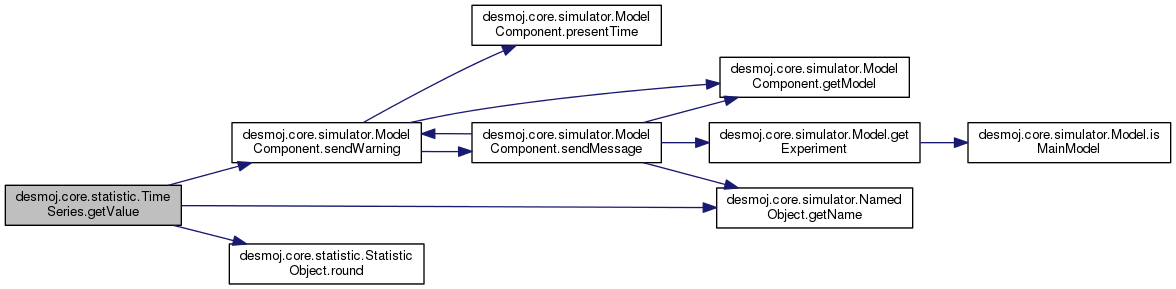 desmoj.core.simulator.Model
Component.presentTime
desmoj.core.simulator.Model
Component.getModel
desmoj.core.simulator.Model
Component.sendWarning
desmoj.core.simulator.Model
Component.sendMessage
desmoj.core.simulator.Model.get
Experiment
desmoj.core.simulator.Model.is
MainModel
desmoj.core.statistic.Time
Series.getValue
desmoj.core.simulator.Named
Object.getName
desmoj.core.statistic.Statistic
Object.round